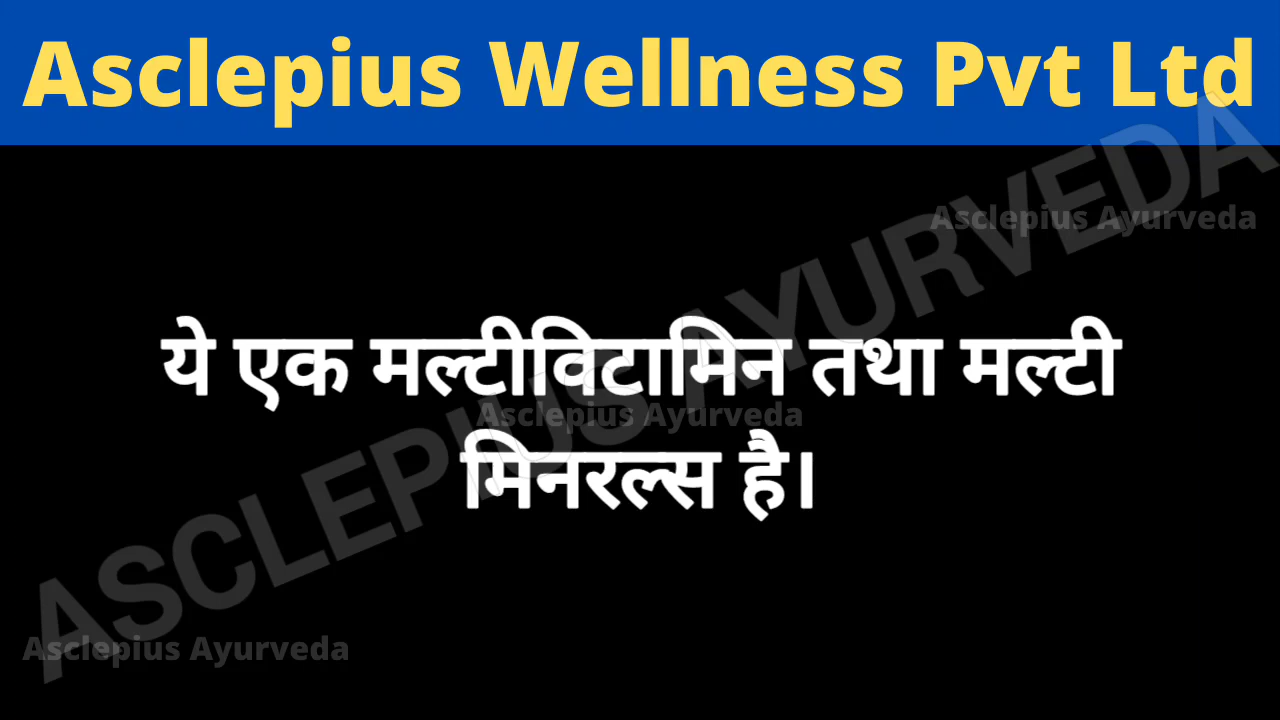 Asclepius Wellness Pvt Ltd
Asclepius Ayurveda
ये एक मल्टीविटामिन तथा मल्टी
Asclepius Ayurveda
मिनरल्स है।
ASCLEPIUS AYURVEDA
Asclepius Ayurveda